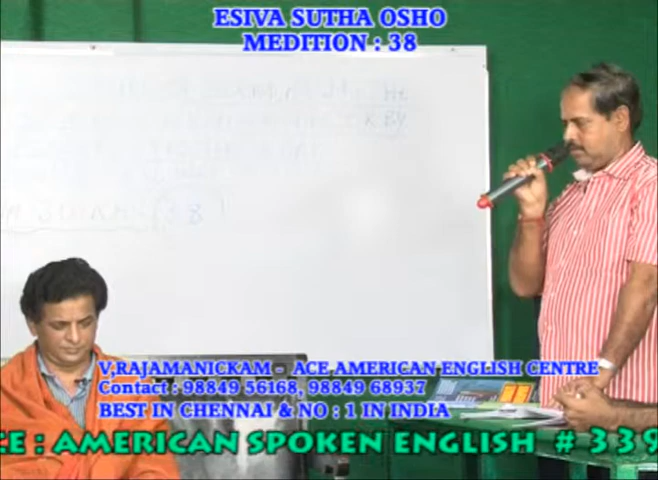 ESIVA SUTHA OSHO
MEDITION : 38
V,RAJAMANICKAM - ACE AMERICAN ENGLISH CENTRE
Contact : 98849 56168, 98849 68937
BEST IN CHENNAI & NO : 1 IN INDIA
CE : AMERICAN SPOKEN ENGLISH # 339